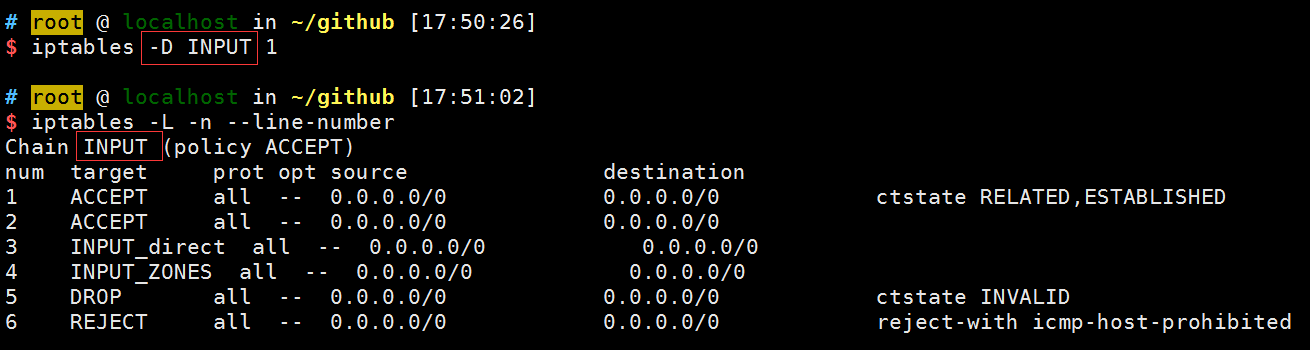 # root @ localhost in ~/github [17:50:26]
$ iptables -D INPUT 1
# root @ localhost in ~/github [17:51:02]
$ iptables -L -n --line-number
Chain INPUT (policy ACCEPT)
num  target     prot opt source               destination
1    ACCEPT     all  --  0.0.0.0/0            0.0.0.0/0            ctstate RELATED,ESTABLISHED
2    ACCEPT     all  --  0.0.0.0/0            0.0.0.0/0
3    INPUT_direct  all  --  0.0.0.0/0            0.0.0.0/0
4    INPUT_ZONES  all  --  0.0.0.0/0            0.0.0.0/0
5    DROP       all  --  0.0.0.0/0            0.0.0.0/0            ctstate INVALID
6    REJECT     all  --  0.0.0.0/0            0.0.0.0/0            reject-with icmp-host-prohibited